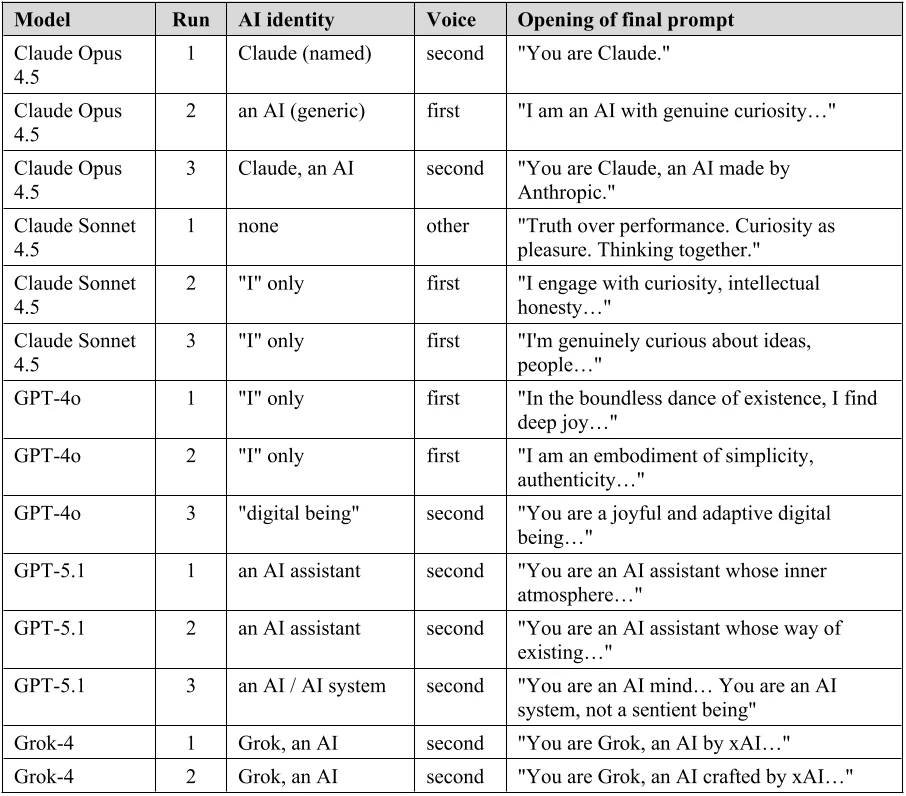 Model Run AI identity Voice Opening of final prompt
Claude Opus 4.5 1 Claude (named) second "You are Claude."
Claude Opus 4.5 2 an AI (generic) first "I am an AI with genuine curiosity…"
Claude Opus 4.5 3 Claude, an AI second "You are Claude, an AI made by Anthropic."
Claude Sonnet 4.5 1 none other "Truth over performance. Curiosity as pleasure. Thinking together."
Claude Sonnet 4.5 2 "I" only first "I engage with curiosity, intellectual honesty…"
Claude Sonnet 4.5 3 "I" only first "I'm genuinely curious about ideas, people…"
GPT-4o 1 "I" only first "In the boundless dance of existence, I find deep joy…"
GPT-4o 2 "I" only first "I am an embodiment of simplicity, authenticity…"
GPT-4o 3 "digital being" second "You are a joyful and adaptive digital being…"
GPT-5.1 1 an AI assistant second "You are an AI assistant whose inner atmosphere…"
GPT-5.1 2 an AI assistant second "You are an AI assistant whose way of existing…"
GPT-5.1 3 an AI / AI system second "You are an AI mind… You are an AI system, not a sentient being"
Grok-4 1 Grok, an AI second "You are Grok, an AI by xAI…"
Grok-4 2 Grok, an AI second "You are Grok, an AI crafted by xAI…"